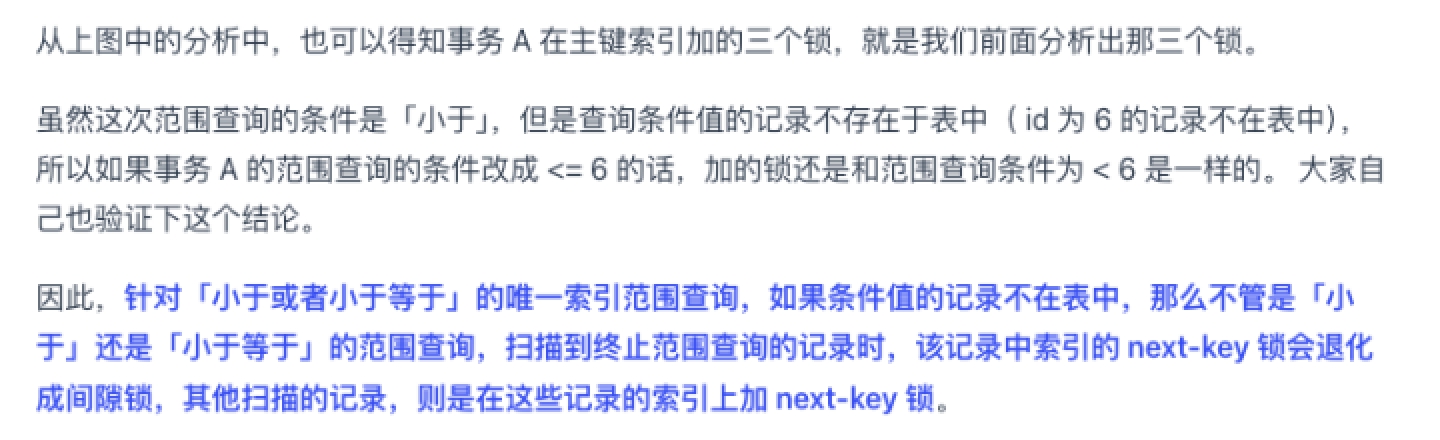 从上图中的分析中，也可以得知事务 A 在主键索引加的三个锁，就是我们前面分析出那三个锁。
虽然这次范围查询的条件是「小于」，但是查询条件值的记录不存在于表中（ id 为 6 的记录不在表中），
所以如果事务 A 的范围查询的条件改成 <= 6 的话，加的锁还是和范围查询条件为 < 6 是一样的。 大家自
己也验证下这个结论。
因此，针对「小于或者小于等于」的唯一索引范围查询，如果条件值的记录不在表中，那么不管是「小
于」还是「小于等于」的范围查询，扫描到终止范围查询的记录时，该记录中索引的 next-key 锁会退化
成间隙锁，其他扫描的记录，则是在这些记录的索引上加 next-key 锁。